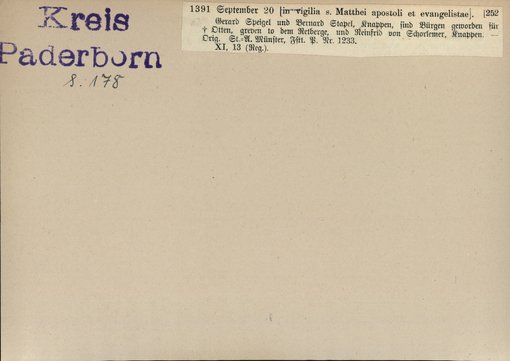 Kreis
Paderborn
S. 178
1391 September 20 [in vigilia s. Matthei apostoli et evangelistae]. [252
Gerard Speigel und Bernard Stapel, Knappen, sind Bürgen geworden für
† Otten, greven to dem Retberge, und Reinfrid von Schorlemer, Knappen. —
Orig. St.-A. Münster, Fstt. P. Nr. 1233.
XI, 13 (Reg.).